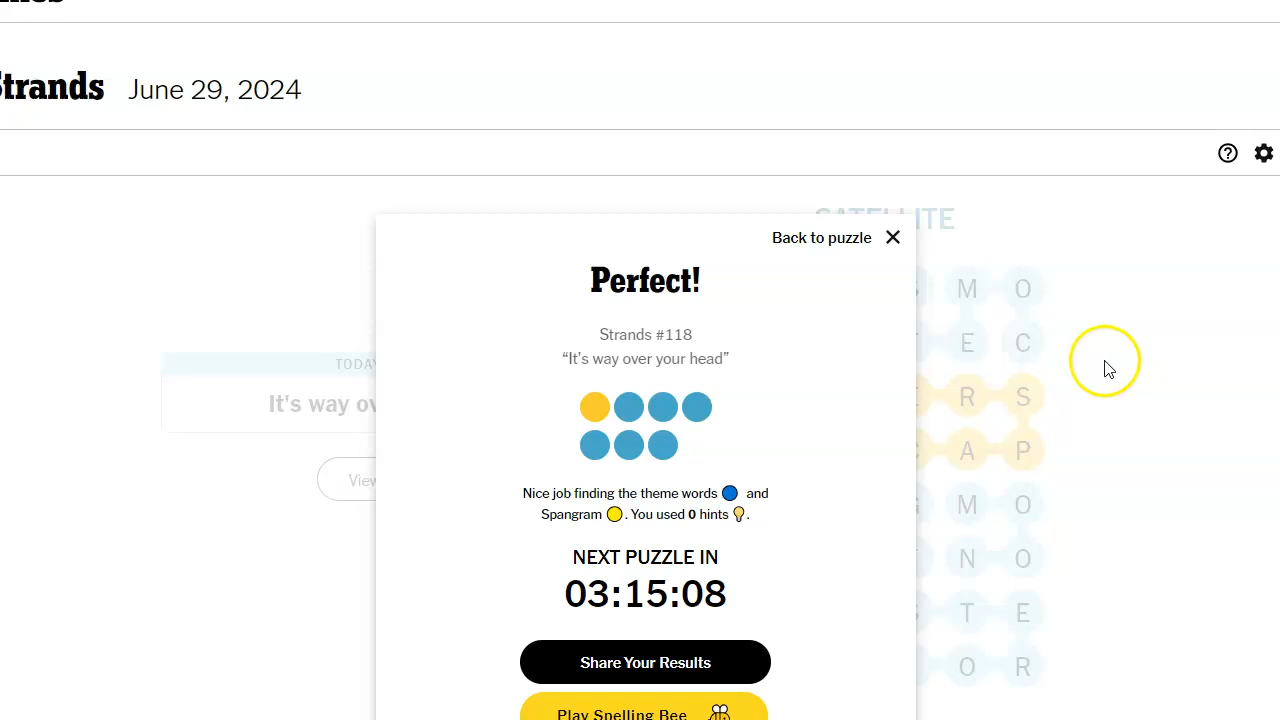 Strands June 29, 2024
SATELLITE
Back to puzzle
Perfect!
Strands #118
“It’s way over your head”
TODAY
It's way ov
View
Nice job finding the theme words and
Spangram . You used 0 hints .
NEXT PUZZLE IN
03:15:08
Share Your Results
Play Spelling Bee
M O
E C
R S
A P
M O
N O
T E
O R